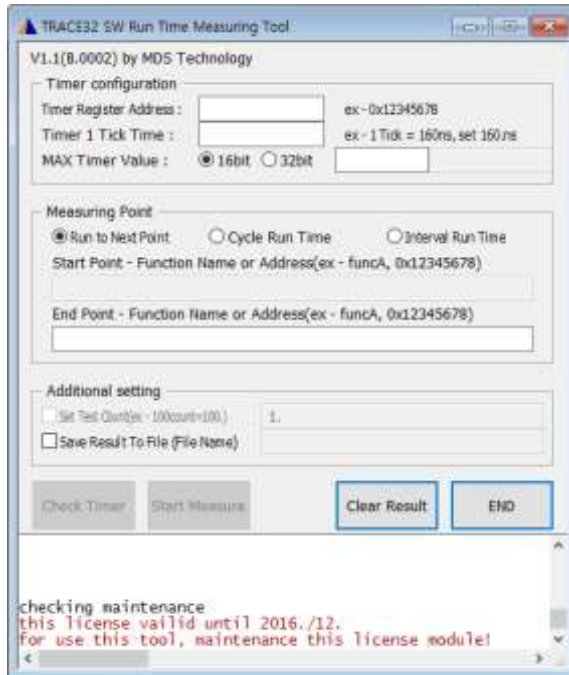 TRACE32 SW Run Time Measuring Tool
V1.1(B.0002) by MDS Technology
Timer configuration
Timer Register Address :
ex - 0x12345678
Timer 1 Tick Time :
ex - 1 Tick = 160ns, set 160.ns
MAX Timer Value :
16bit
32bit
Measuring Point
Run to Next Point
Cycle Run Time
Interval Run Time
Start Point - Function Name or Address(ex - funcA, 0x12345678)
End Point - Function Name or Address(ex - funcA, 0x12345678)
Additional setting
Set Test Count(ex - 100count=100.)
1.
Save Result To File (File Name)
Check Timer
Start Measure
Clear Result
END
checking maintenance
this license vailid until 2016./12.
for use this tool, maintenance this license module!